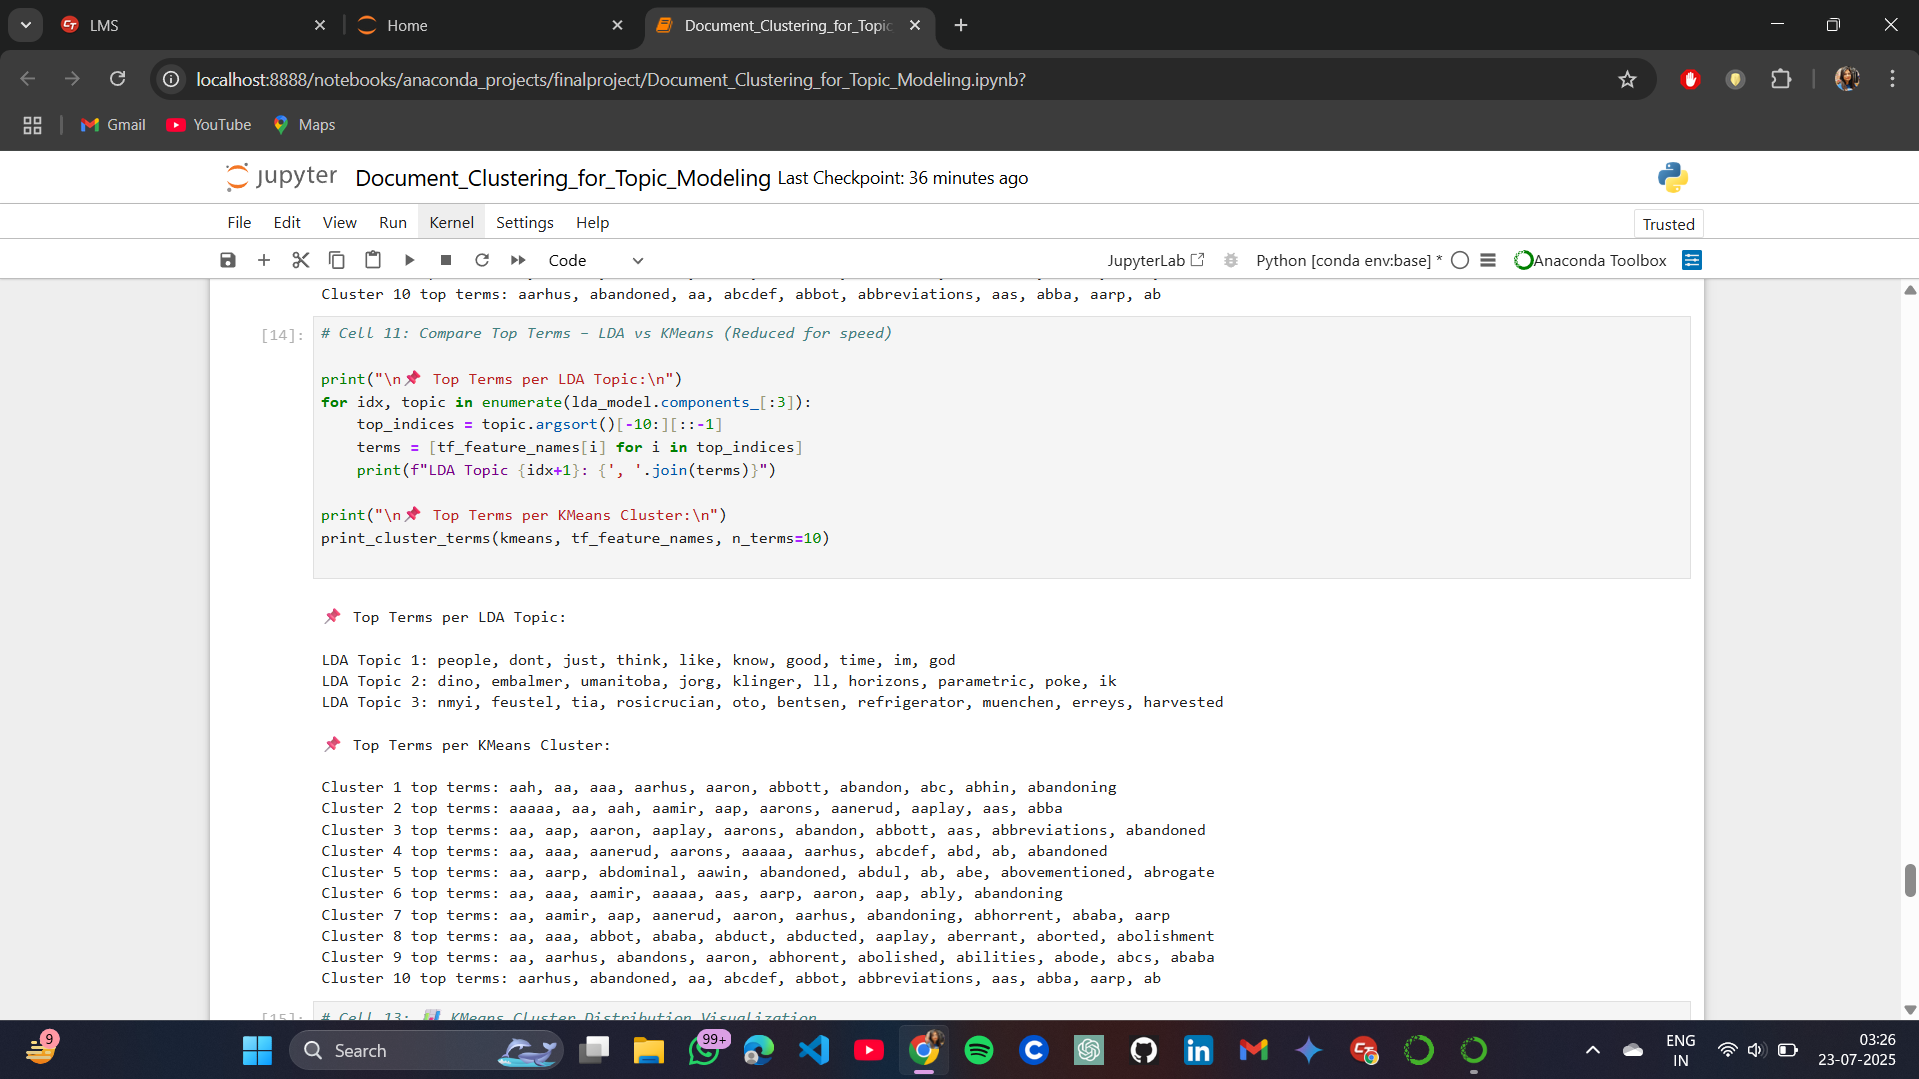 LMS
Home
Document_Clustering_for_Topic
localhost:8888/notebooks/anaconda_projects/finalproject/Document_Clustering_for_Topic_Modeling.ipynb?
Gmail
YouTube
Maps
jupyter
Document_Clustering_for_Topic_Modeling Last Checkpoint: 36 minutes ago
File Edit View Run Kernel Settings Help
Trusted
Code
JupyterLab
Python [conda env:base] *
Anaconda Toolbox
Cluster 10 top terms: aarhus, abandoned, aa, abcdef, abbot, abbreviations, aas, abba, aarp, ab
[14]:
# Cell 11: Compare Top Terms – LDA vs KMeans (Reduced for speed)
print("\n📌 Top Terms per LDA Topic:\n")
for idx, topic in enumerate(lda_model.components_[:3]):
    top_indices = topic.argsort()[-10:][::-1]
    terms = [tf_feature_names[i] for i in top_indices]
    print(f"LDA Topic {idx+1}: {', '.join(terms)}")
print("\n📌 Top Terms per KMeans Cluster:\n")
print_cluster_terms(kmeans, tf_feature_names, n_terms=10)
📌 Top Terms per LDA Topic:
LDA Topic 1: people, dont, just, think, like, know, good, time, im, god
LDA Topic 2: dino, embalmer, umanitoba, jorg, klinger, ll, horizons, parametric, poke, ik
LDA Topic 3: nmyi, feustel, tia, rosicrucian, oto, bentsen, refrigerator, muenchen, erreys, harvested
📌 Top Terms per KMeans Cluster:
Cluster 1 top terms: aah, aa, aaa, aarhus, aaron, abbott, abandon, abc, abhin, abandoning
Cluster 2 top terms: aaaaa, aa, aah, aamir, aap, aarons, aanerud, aaplay, aas, abba
Cluster 3 top terms: aa, aap, aaron, aaplay, aarons, abandon, abbott, aas, abbreviations, abandoned
Cluster 4 top terms: aa, aaa, aanerud, aarons, aaaaa, aarhus, abcdef, abd, ab, abandoned
Cluster 5 top terms: aa, aarp, abdominal, aawin, abandoned, abdul, ab, abe, abovementioned, abrogate
Cluster 6 top terms: aa, aaa, aamir, aaaaa, aas, aarp, aaron, aap, ably, abandoning
Cluster 7 top terms: aa, aamir, aap, aanerud, aaron, aarhus, abandoning, abhorrent, ababa, aarp
Cluster 8 top terms: aa, aaa, abbot, ababa, abduct, abducted, aaplay, aberrant, aborted, abolishment
Cluster 9 top terms: aa, aarhus, abandons, aaron, abhorent, abolished, abilities, abode, abcs, ababa
Cluster 10 top terms: aarhus, abandoned, aa, abcdef, abbot, abbreviations, aas, abba, aarp, ab
[15]:
# Cell 13: 📊 KMeans Cluster Distribution Visualization
9
Search
99+
ENG
IN
03:26
23-07-2025